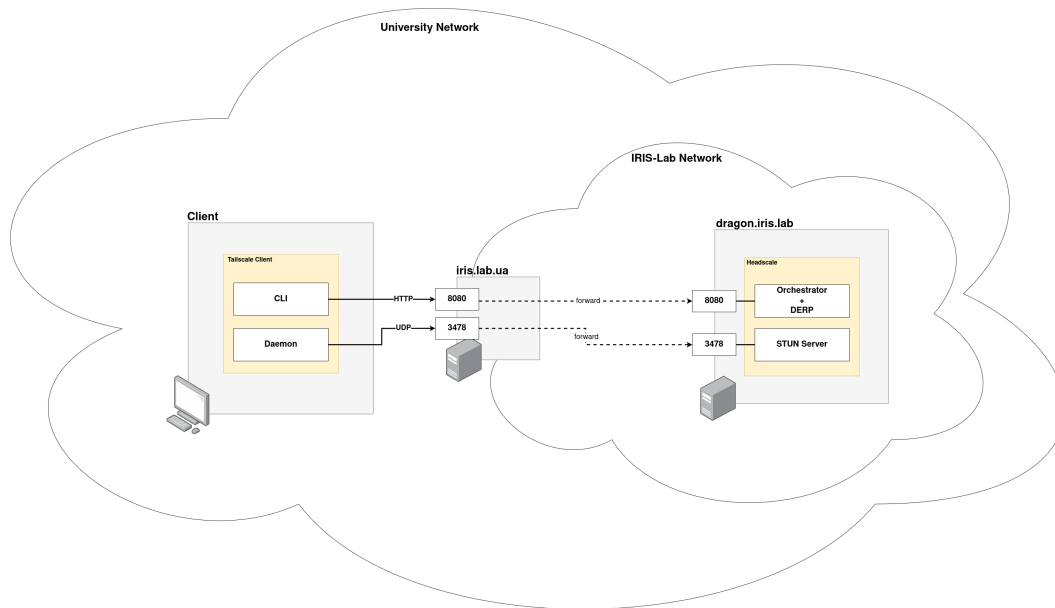 University Network
IRIS-Lab Network
Client
Tailscale Client
CLI
Daemon
HTTP
UDP
iris.lab.ua
8080
3478
forward
forward
dragon.iris.lab
8080
3478
Headscale
Orchestrator
+
DERP
STUN Server